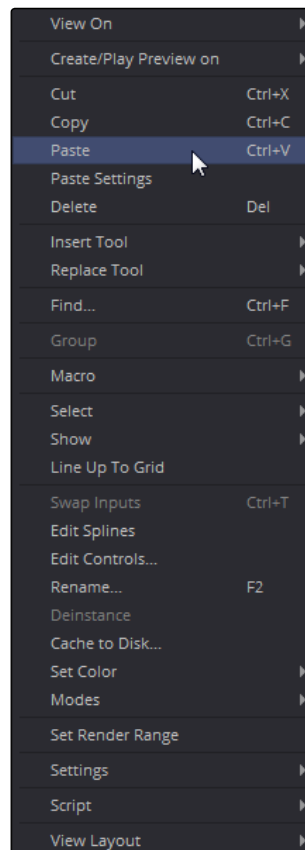 View On
Create/Play Preview on
Cut Ctrl+X
Copy Ctrl+C
Paste Ctrl+V
Paste Settings
Delete Del
Insert Tool
Replace Tool
Find... Ctrl+F
Group Ctrl+G
Macro
Select
Show
Line Up To Grid
Swap Inputs Ctrl+T
Edit Splines
Edit Controls...
Rename... F2
Deinstance
Cache to Disk...
Set Color
Modes
Set Render Range
Settings
Script
View Layout